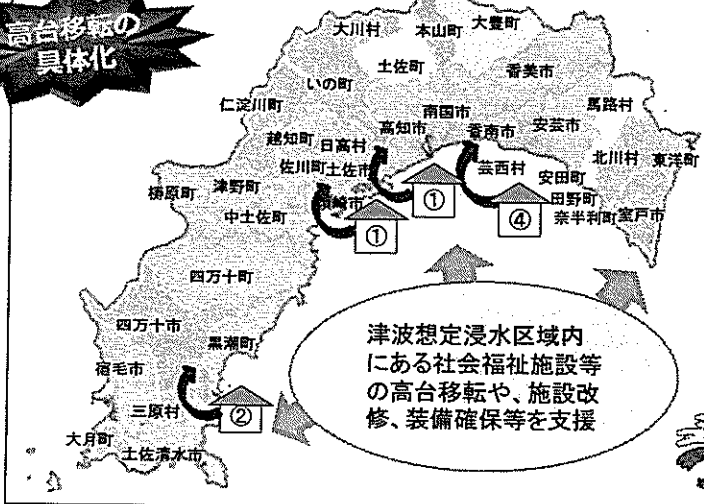 高台移転の
具体化
大川村
本山町
大豊町
土佐町
いの町
香美市
仁淀川町
南国市
馬路村
越知町
日高村
高知市
香南市
安芸市
北川村
東洋町
佐川町
土佐市
芸西村
安田町
梼原町
津野町
須崎市
田野町
中土佐町
奈半利町
室戸市
①
①
④
四万十町
四万十市
黒潮町
宿毛市
三原村
②
大月町
土佐清水市
津波想定浸水区域内
にある社会福祉施設等
の高台移転や、施設改
修、装備確保等を支援